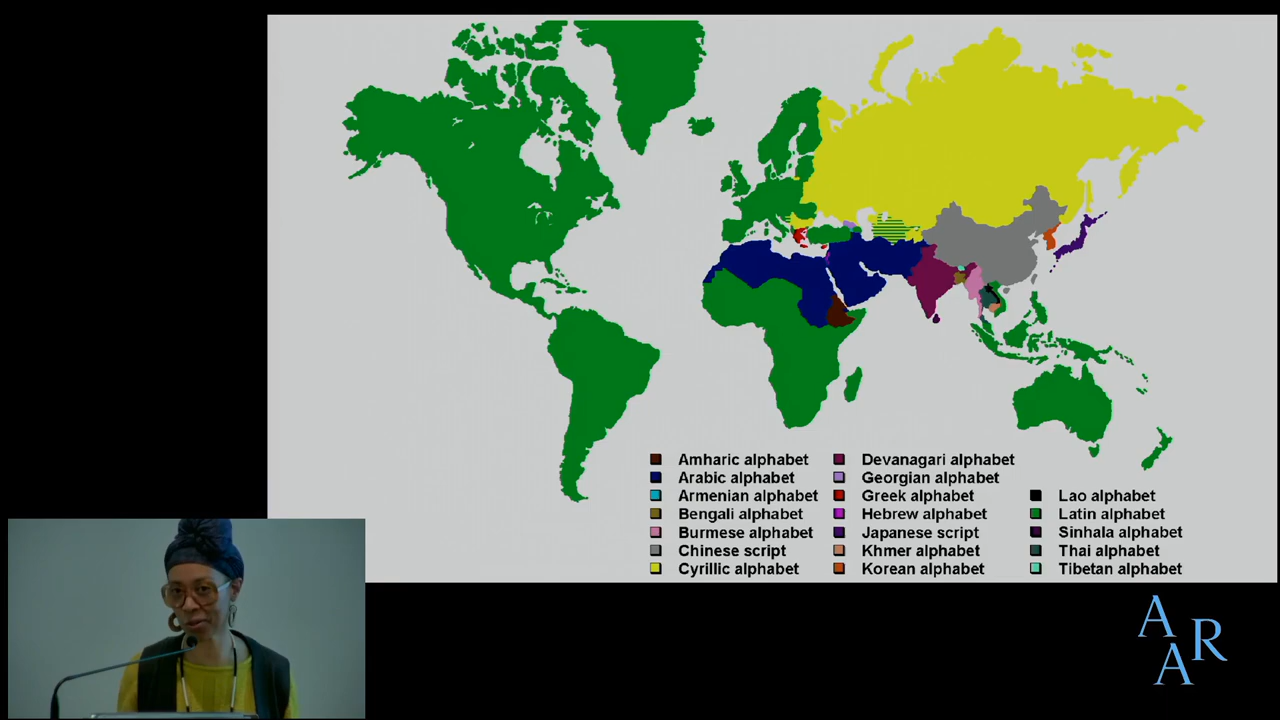 Amharic alphabet
Arabic alphabet
Armenian alphabet
Bengali alphabet
Burmese alphabet
Chinese script
Cyrillic alphabet
Devanagari alphabet
Georgian alphabet
Greek alphabet
Hebrew alphabet
Japanese script
Khmer alphabet
Korean alphabet
Lao alphabet
Latin alphabet
Sinhala alphabet
Thai alphabet
Tibetan alphabet
A
A R